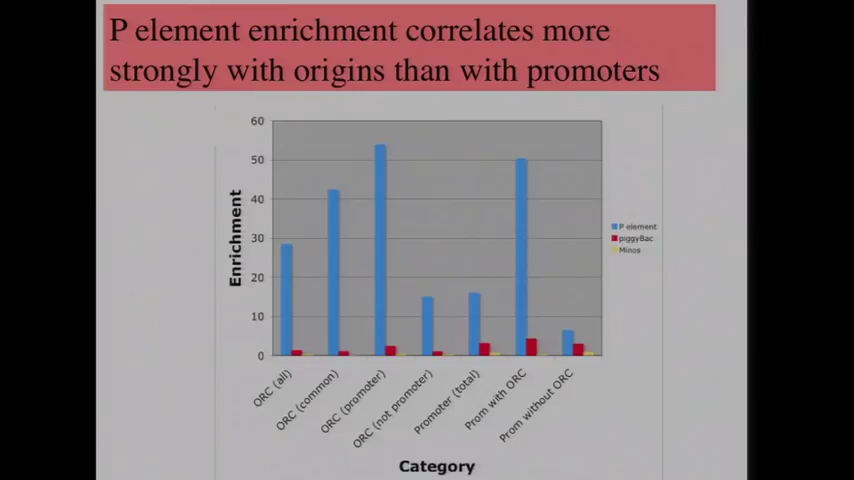 P element enrichment correlates more
strongly with origins than with promoters
60
50
40
30
20
10
0
Enrichment
P element
piggyBac
Minos
ORC (all)
ORC (common)
ORC (promoter)
ORC (not promoter)
Promoter (total)
Prom with ORC
Prom without ORC
Category